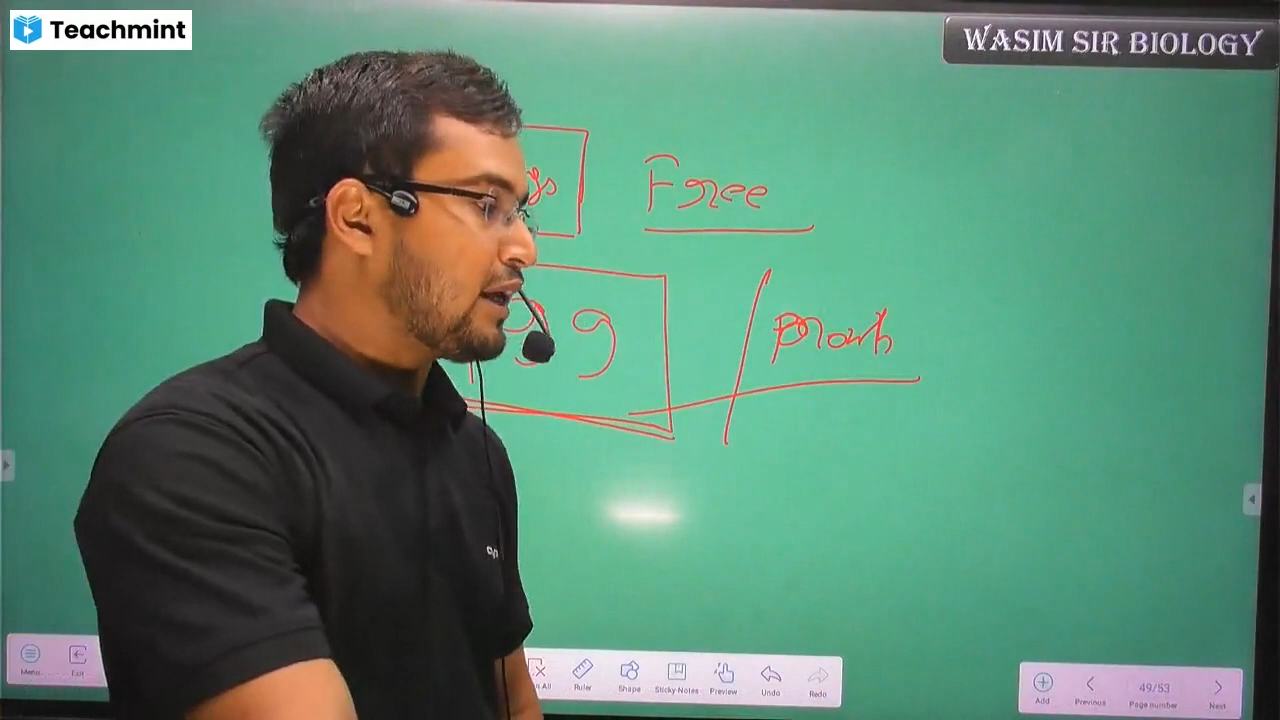 Teachmint
WASIM SIR BIOLOGY
Free
99
Menu
Exit
Ruler
Shape
Sticky-Notes
Preview
Undo
Redo
Add
Previous
49/53
Page number
Next